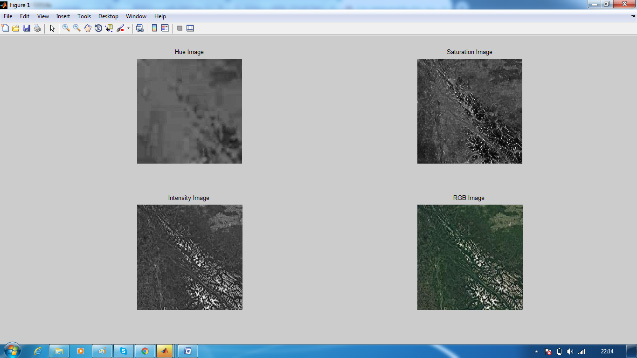 Figure 1
File Edit View Insert Tools Desktop Window Help
Hue Image
Saturation Image
Intensity Image
RGB Image
22:14